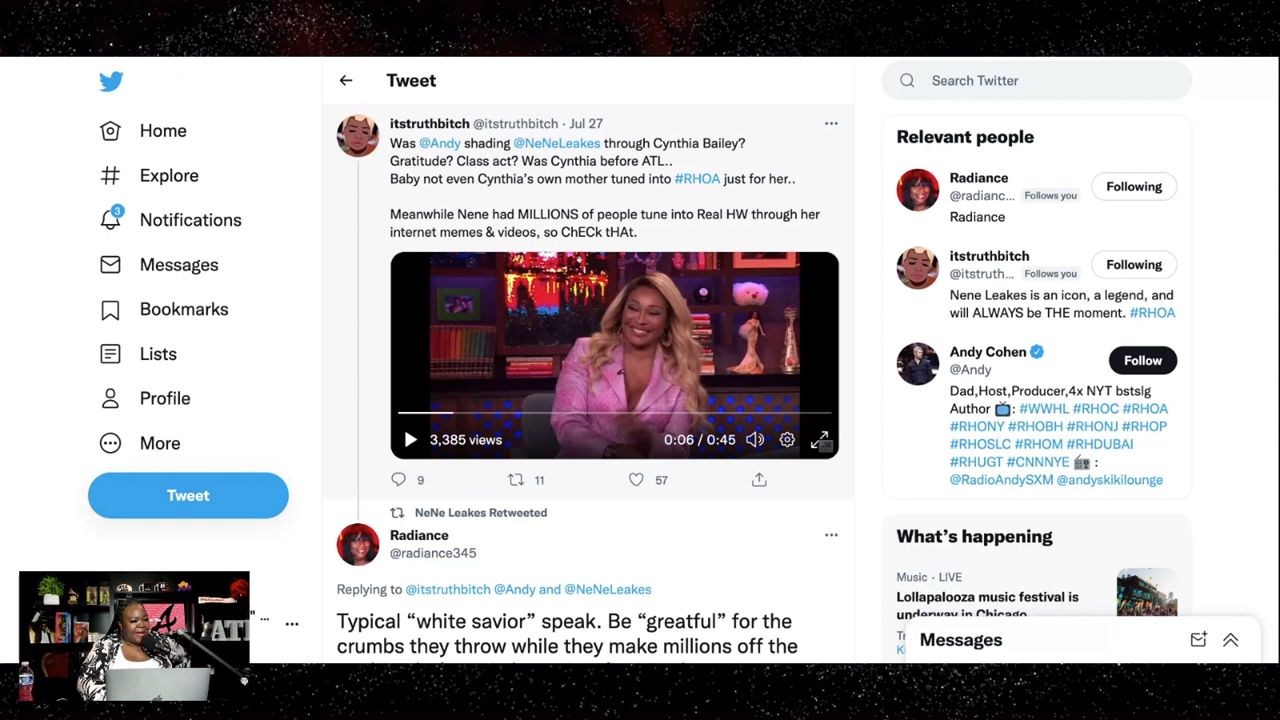 Tweet
Search Twitter
Home
Explore
3
Notifications
Messages
Bookmarks
Lists
Profile
More
Tweet
itstruthbitch @itstruthbitch · Jul 27
Was @Andy shading @NeNeLeakes through Cynthia Bailey?
Gratitude? Class act? Was Cynthia before ATL..
Baby not even Cynthia's own mother tuned into #RHOA just for her..
Meanwhile Nene had MILLIONS of people tune into Real HW through her
internet memes & videos, so ChECk tHAt.
3,385 views
0:06 / 0:45
9
11
57
NeNe Leakes Retweeted
Radiance
@radiance345
Replying to @itstruthbitch @Andy and @NeNeLeakes
Typical “white savior” speak. Be “greatful” for the
crumbs they throw while they make millions off the
Relevant people
Radiance
@radianc... Follows you
Following
Radiance
itstruthbitch
@itstruth... Follows you
Following
Nene Leakes is an icon, a legend, and
will ALWAYS be THE moment. #RHOA
Andy Cohen
@Andy
Follow
Dad,Host,Producer,4x NYT bstslg
Author 📺: #WWHL #RHOC #RHOA
#RHONY #RHOBH #RHONJ #RHOP
#RHOSLC #RHOM #RHDUBAI
#RHUGT #CNNNYE 📻 :
@RadioAndySXM @andyskikilounge
What's happening
Music · LIVE
Lollapalooza music festival is
underway in Chicago
Messages
ATL